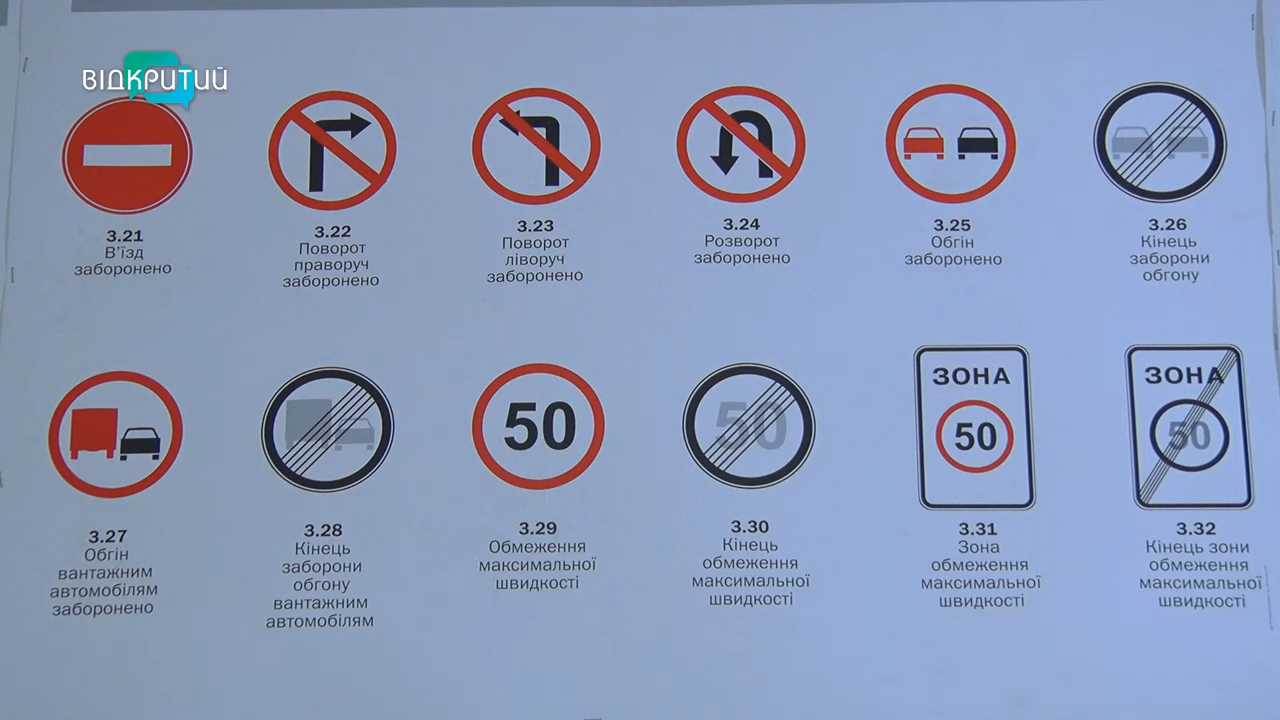 ВІДКРИТИЙ
3.21
В'їзд
заборонено
3.22
Поворот
праворуч
заборонено
3.23
Поворот
ліворуч
заборонено
3.24
Розворот
заборонено
3.25
Обгін
заборонено
3.26
Кінець
заборони
обгону
3.27
Обгін
вантажним
автомобілям
заборонено
3.28
Кінець
заборони
обгону
вантажним
автомобілям
50
3.29
Обмеження
максимальної
швидкості
50
3.30
Кінець
обмеження
максимальної
швидкості
ЗОНА
50
3.31
Зона
обмеження
максимальної
швидкості
ЗОНА
50
3.32
Кінець зони
обмеження
максимальної
швидкості